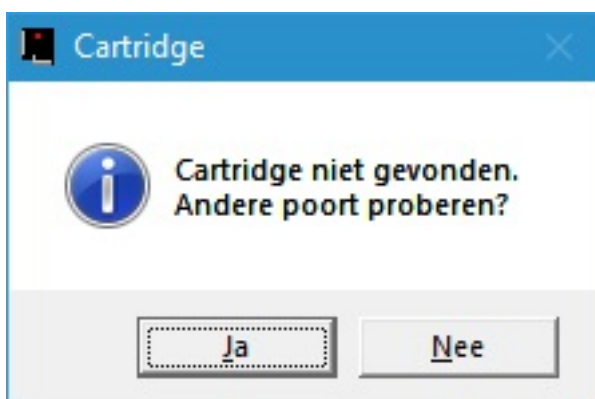 Cartridge
Cartridge niet gevonden.
Andere poort proberen?
Ja
Nee